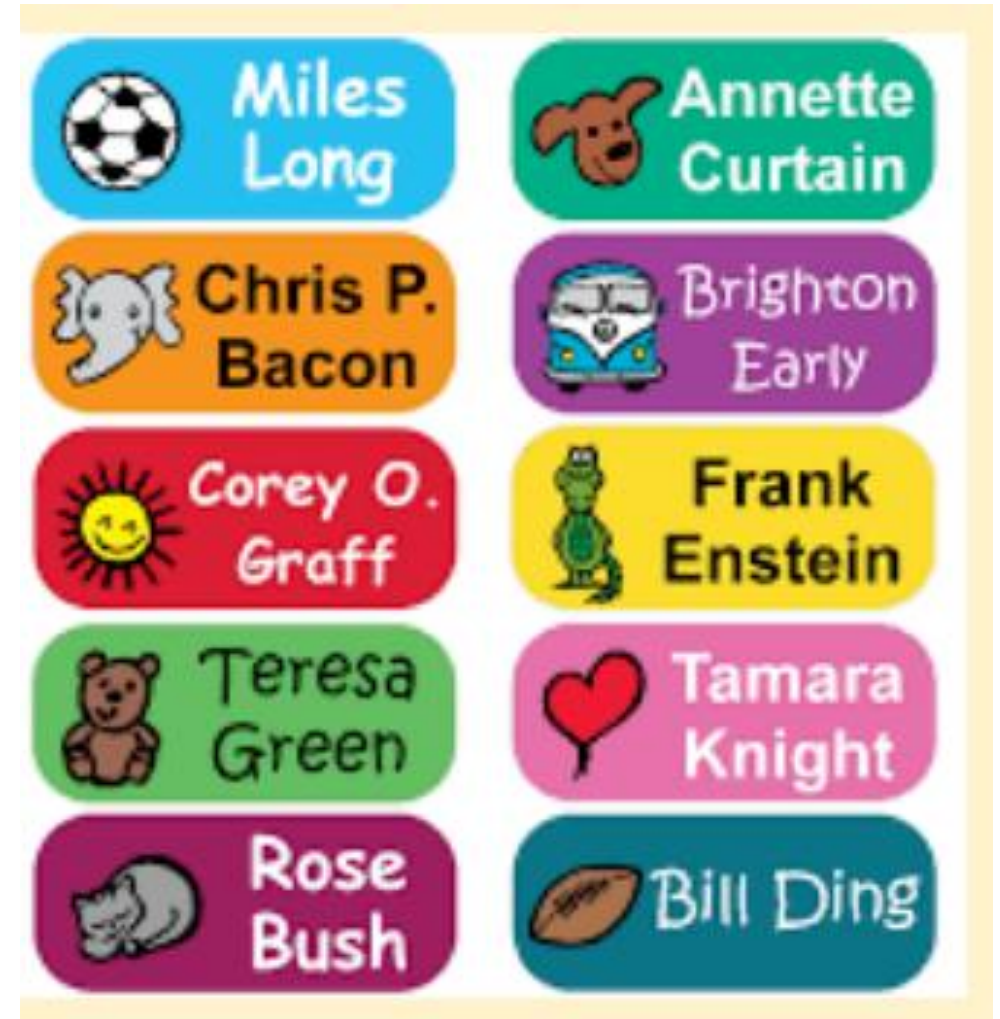 Miles
Long
Annette
Curtain
Chris P.
Bacon
Brighton
Early
Corey O.
Graff
Frank
Enstein
Teresa
Green
Tamara
Knight
Rose
Bush
Bill Ding